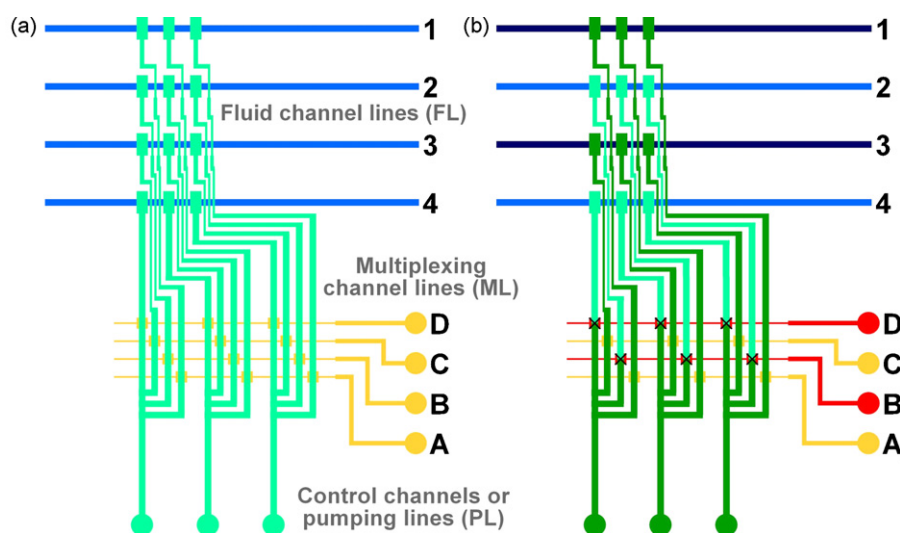 (a)
1
2
Fluid channel lines (FL)
3
4
Multiplexing
channel lines (ML)
D
C
B
A
Control channels or
pumping lines (PL)
(b)
1
2
3
4
D
C
B
A